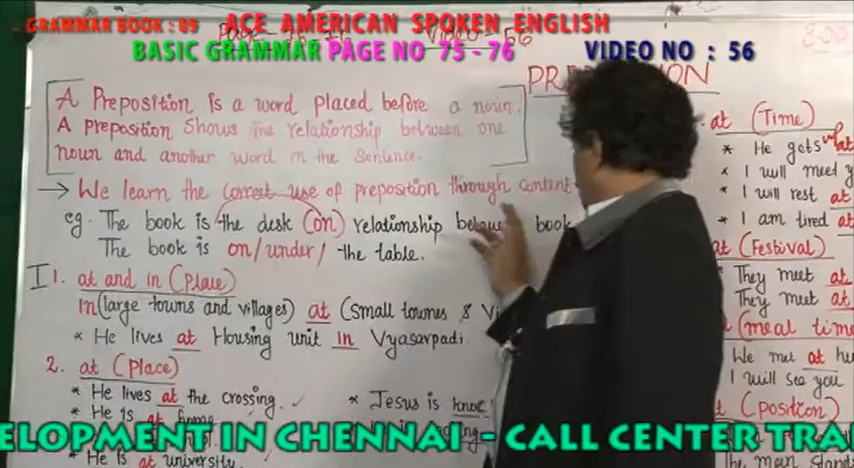 GRAMMAR BOOK : 09 ACE AMERICAN SPOKEN ENGLISH
BASIC GRAMMAR PAGE NO 75 - 76 VIDEO NO : 56
A Preposition is a word placed before a noun.
A preposition shows the relationship between one
noun and another word in the sentence.
→ We learn the correct use of preposition through content
eg. The book is the desk (on) relationship book
The book is on/under/ the table.
I 1. at and in (Place)
In (large towns and villages) at (small townes & Vi
* He lives at Housing unit in Vyasarpadi.
2. at (Place)
* He lives at the crossing.
* He is at home
* He is at university.
* Jesus is knoc
at (Time)
* He gets
* I will meet y
* I will rest at
* I am tired at
at (Festival)
They meet at
They meet at
(meal time
We met at
I will see you
(position)
The man stand
ELOPMENT IN CHENNAI - CALL CENTER TRA